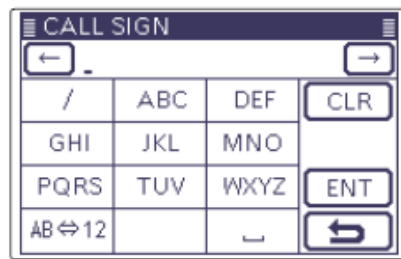 CALL SIGN
← _ →
/ ABC DEF CLR
GHI JKL MNO
PQRS TUV WXYZ ENT
AB⇔12 ⎵ ⮌